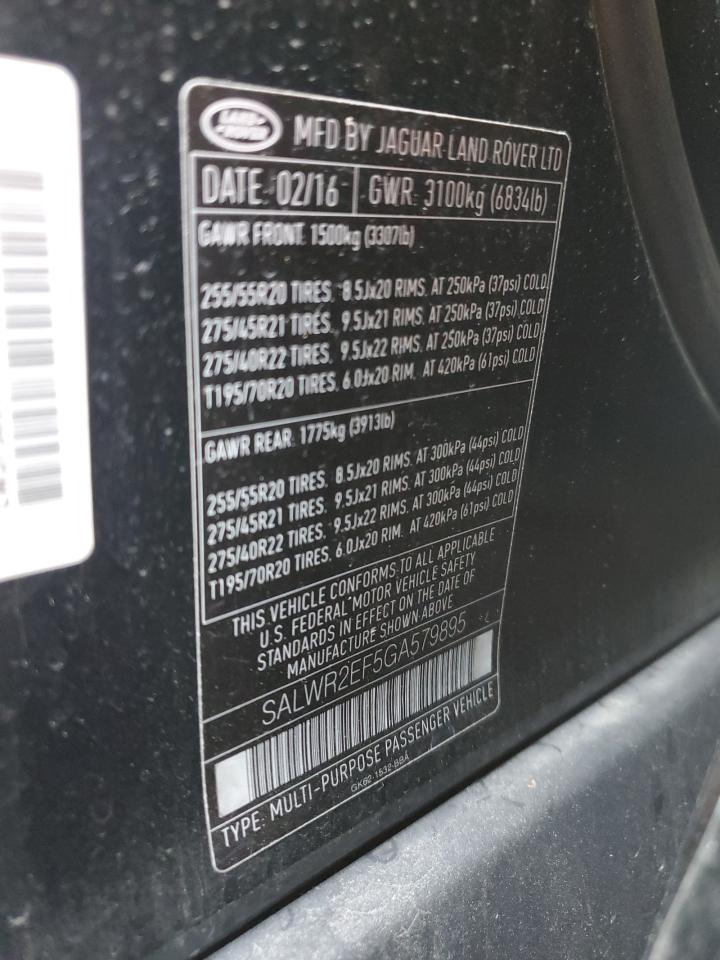 LAND ROVER
MFD BY JAGUAR LAND ROVER LTD
DATE: 02/16 GWR: 3100kg (6834lb)
GAWR FRONT: 1500kg (3307lb)
255/55R20 TIRES. 8.5Jx20 RIMS. AT 250kPa (37psi) COLD
275/45R21 TIRES. 9.5Jx21 RIMS. AT 250kPa (37psi) COLD
275/40R22 TIRES. 9.5Jx22 RIMS. AT 250kPa (37psi) COLD
T195/70R20 TIRES. 6.0Jx20 RIM. AT 420kPa (61psi) COLD
GAWR REAR: 1775kg (3913lb)
255/55R20 TIRES. 8.5Jx20 RIMS. AT 300kPa (44psi) COLD
275/45R21 TIRES. 9.5Jx21 RIMS. AT 300kPa (44psi) COLD
275/40R22 TIRES. 9.5Jx22 RIMS. AT 300kPa (44psi) COLD
T195/70R20 TIRES. 6.0Jx20 RIM. AT 420kPa (61psi) COLD
THIS VEHICLE CONFORMS TO ALL APPLICABLE
U.S. FEDERAL MOTOR VEHICLE SAFETY
STANDARDS IN EFFECT ON THE DATE OF
MANUFACTURE SHOWN ABOVE
SALWR2EF5GA579895
TYPE: MULTI-PURPOSE PASSENGER VEHICLE
GK62-1532-BBA